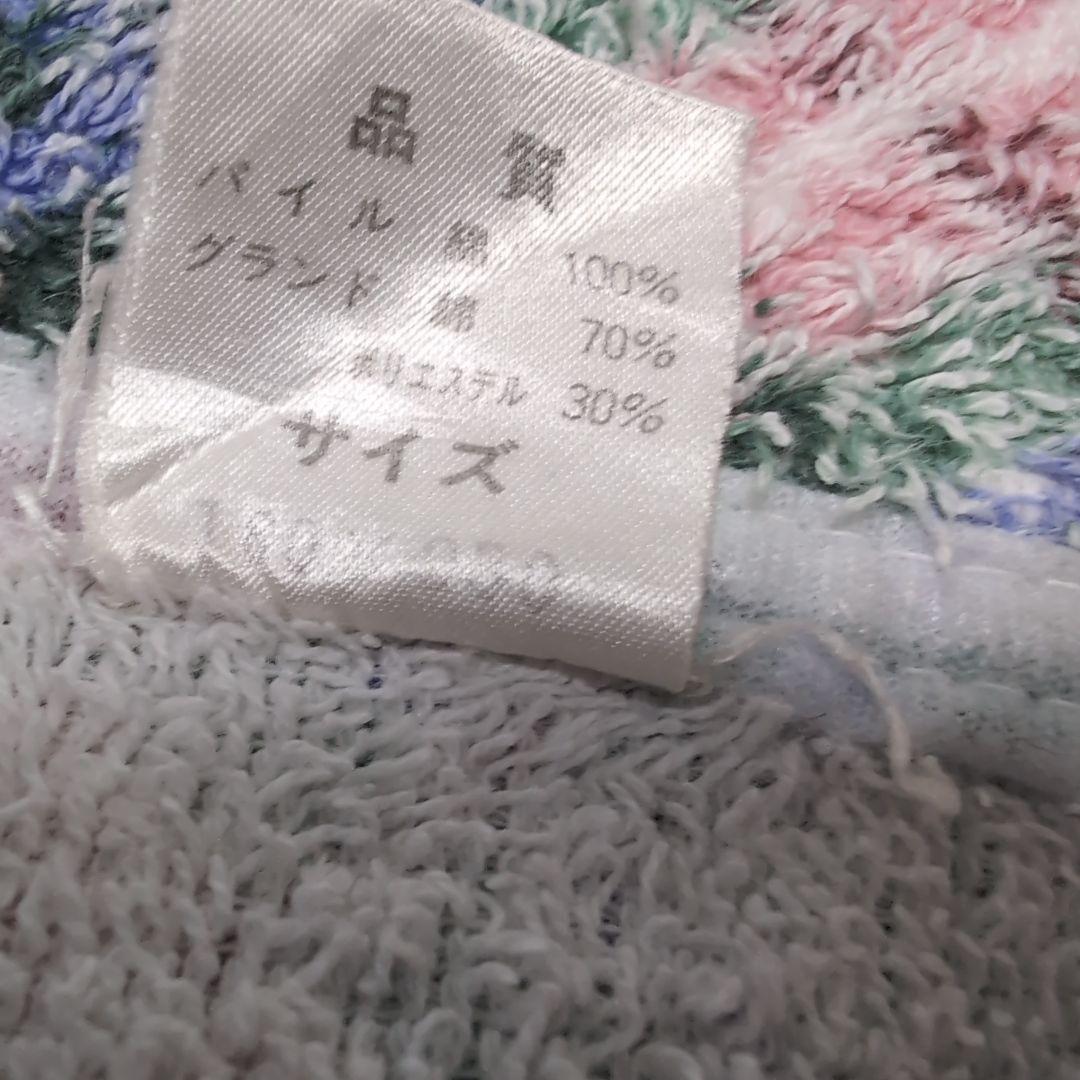 品質
パイル 綿 100%
グランド 綿 70%
ポリエステル 30%
サイズ